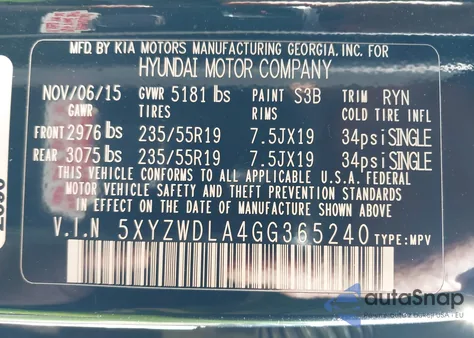 MFD. BY KIA MOTORS MANUFACTURING GEORGIA, INC. FOR
HYUNDAI MOTOR COMPANY
NOV/06/15 GVWR 5181 lbs PAINT S3B TRIM RYN
GAWR TIRES RIMS COLD TIRE INFL
FRONT 2976 lbs 235/55R19 7.5JX19 34psi SINGLE
REAR 3075 lbs 235/55R19 7.5JX19 34psi SINGLE
THIS VEHICLE CONFORMS TO ALL APPLICABLE U.S.A. FEDERAL
MOTOR VEHICLE SAFETY AND THEFT PREVENTION STANDARDS
IN EFFECT ON THE DATE OF MANUFACTURE SHOWN ABOVE.
V.I.N 5XYZWDLA4GG365240 TYPE:MPV
autoSnap